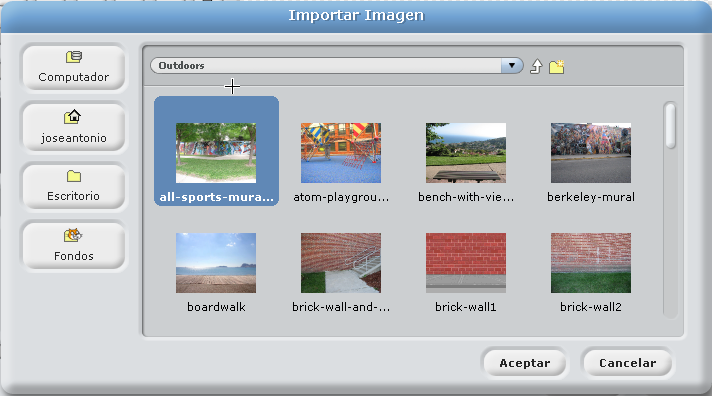 Importar Imagen
Computador
joseantonio
Escritorio
Fondos
Outdoors
all-sports-mura...
atom-playgrou...
bench-with-vie...
berkeley-mural
boardwalk
brick-wall-and-...
brick-wall1
brick-wall2
Aceptar
Cancelar